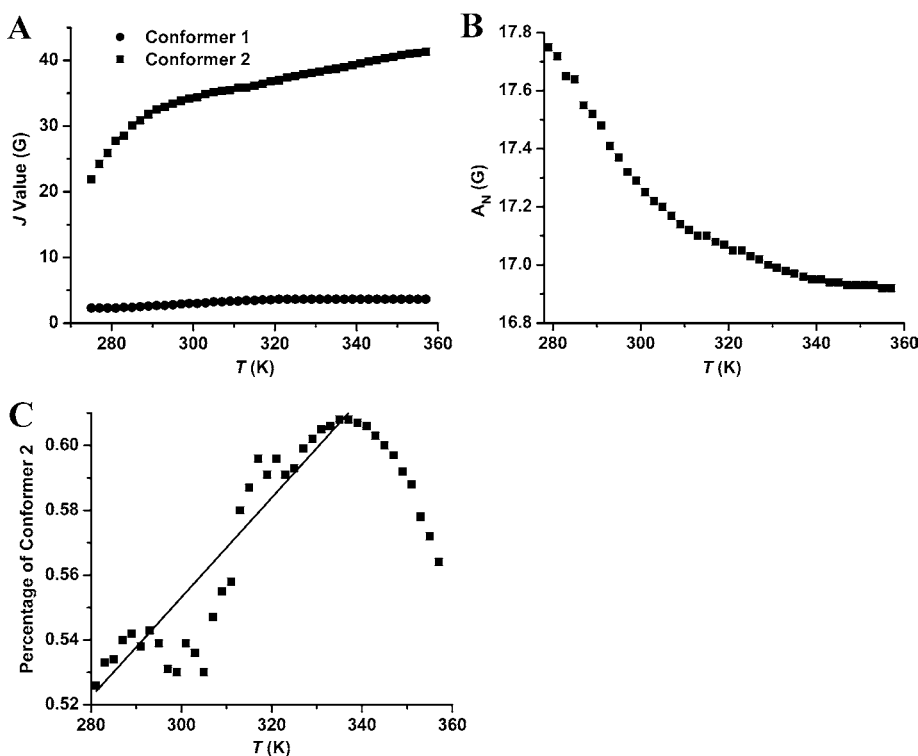 A
Conformer 1
Conformer 2
J Value (G)
40
30
20
10
0
280 300 320 340 360
T (K)
B
A_N (G)
17.8
17.6
17.4
17.2
17.0
16.8
280 300 320 340 360
T (K)
C
Percentage of Conformer 2
0.60
0.58
0.56
0.54
0.52
280 300 320 340 360
T (K)